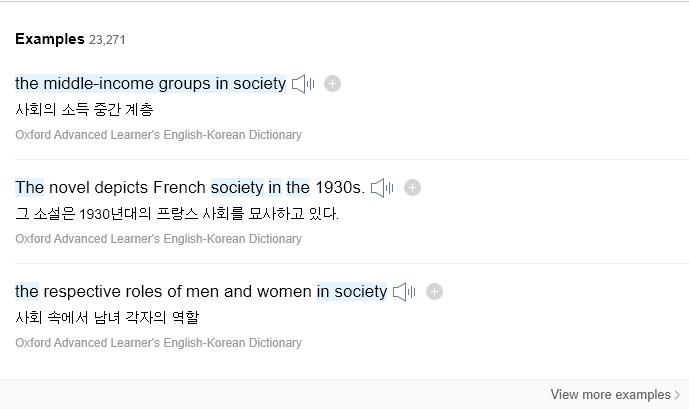 Examples 23,271
the middle-income groups in society
사회의 소득 중간 계층
Oxford Advanced Learner's English-Korean Dictionary
The novel depicts French society in the 1930s.
그 소설은 1930년대의 프랑스 사회를 묘사하고 있다.
Oxford Advanced Learner's English-Korean Dictionary
the respective roles of men and women in society
사회 속에서 남녀 각자의 역할
Oxford Advanced Learner's English-Korean Dictionary
View more examples